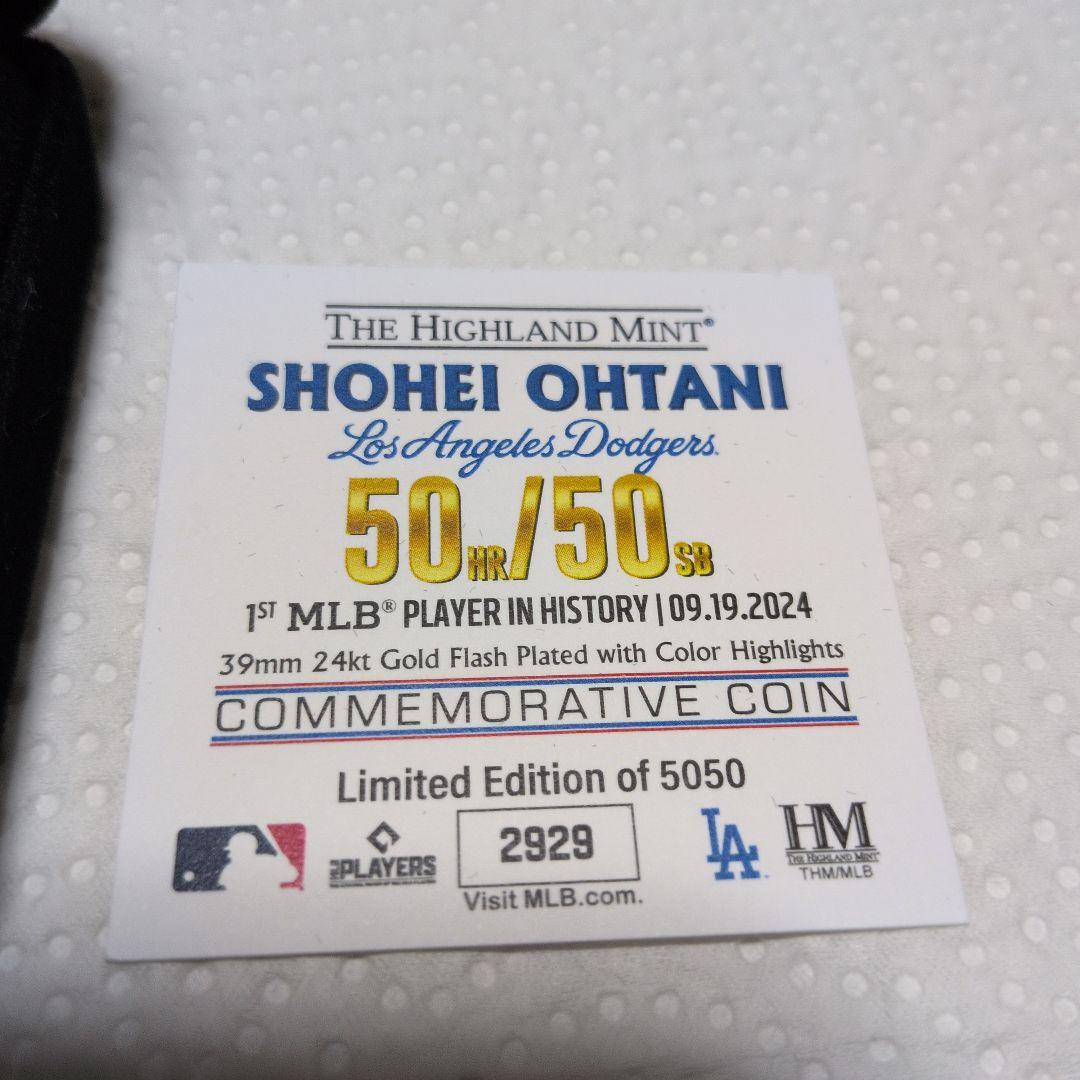 THE HIGHLAND MINT®
SHOHEI OHTANI
Los Angeles Dodgers
50HR/50SB
1ST MLB® PLAYER IN HISTORY | 09.19.2024
39mm 24kt Gold Flash Plated with Color Highlights
COMMEMORATIVE COIN
Limited Edition of 5050
PLAYERS
2929
LA
HM
THE HIGHLAND MINT
THM/MLB
Visit MLB.com.